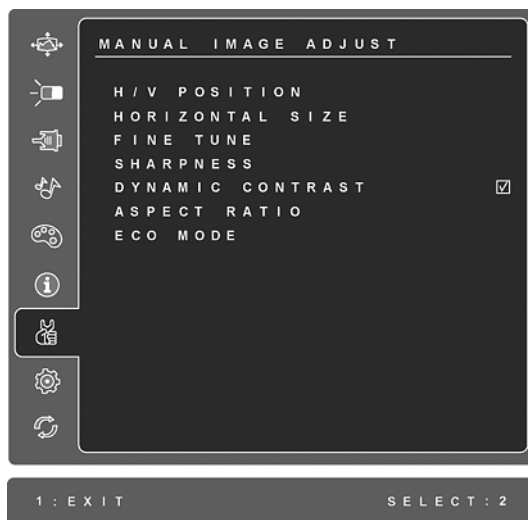 MANUAL IMAGE ADJUST
H/V POSITION
HORIZONTAL SIZE
FINE TUNE
SHARPNESS
DYNAMIC CONTRAST
ASPECT RATIO
ECO MODE
1:EXIT SELECT:2